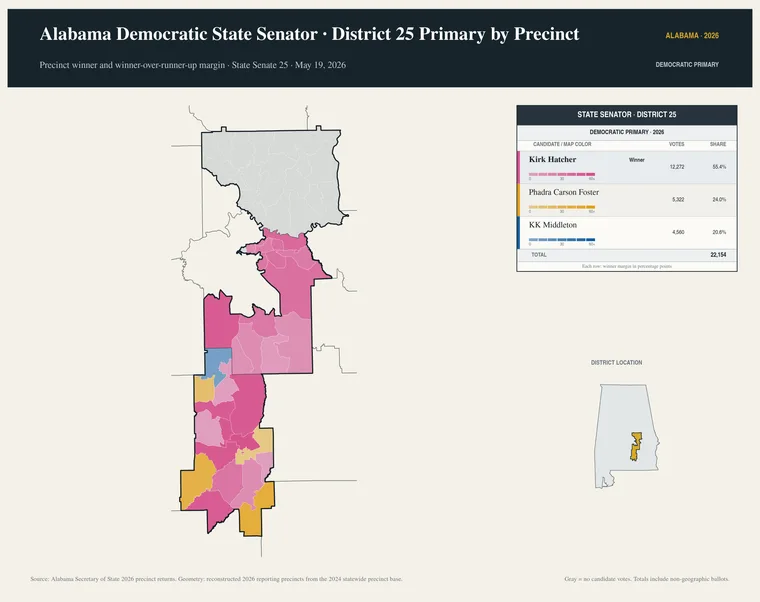 Alabama Democratic State Senator · District 25 Primary by Precinct
ALABAMA · 2026
Precinct winner and winner-over-runner-up margin · State Senate 25 · May 19, 2026
DEMOCRATIC PRIMARY
STATE SENATOR · DISTRICT 25
DEMOCRATIC PRIMARY · 2026
CANDIDATE / MAP COLOR VOTES SHARE
Kirk Hatcher Winner 12,272 55.4%
Phadra Carson Foster 5,322 24.0%
KK Middleton 4,560 20.6%
TOTAL 22,154
Each row: winner margin in percentage points
DISTRICT LOCATION
Source: Alabama Secretary of State 2026 precinct returns. Geometry: reconstructed 2026 reporting precincts from the 2024 statewide precinct base.
Gray = no candidate votes. Totals include non-geographic ballots.